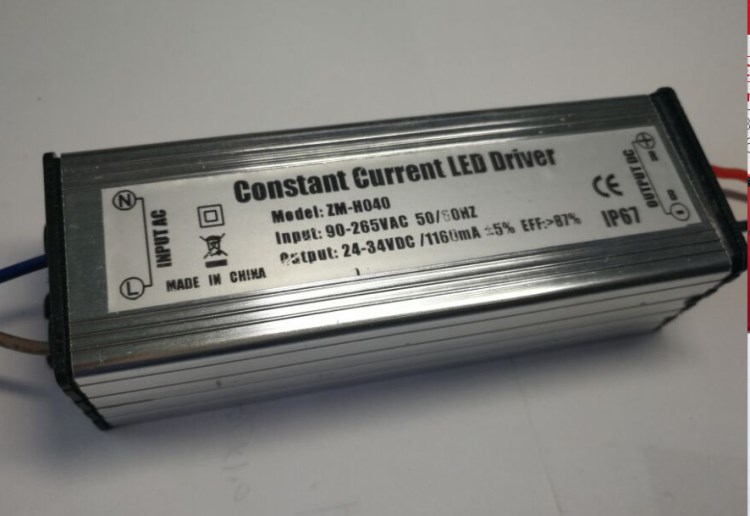 Constant Current LED Driver
Model: ZM-H040
Input: 90-265VAC 50/60HZ
Output: 24-34VDC /1160mA ±5% EFF:>87%
MADE IN CHINA
N
INPUT AC
L
CE
IP67
OUTPUT DC